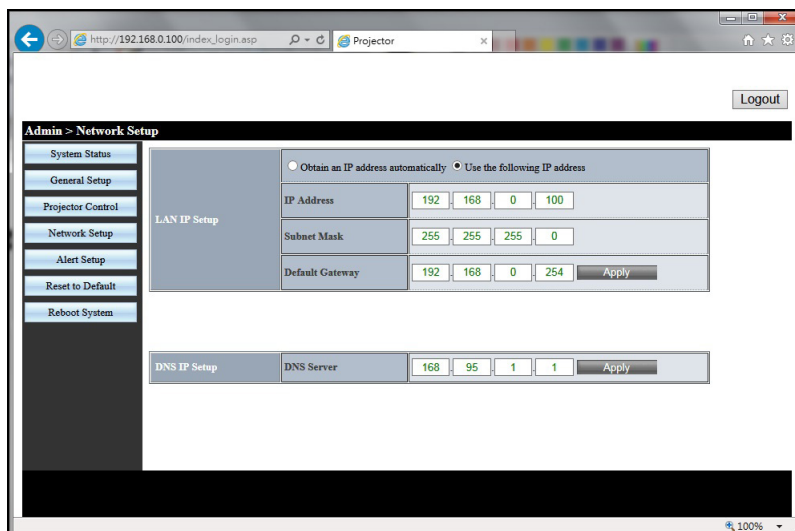 http://192.168.0.100/index_login.asp
Projector
Logout
Admin > Network Setup
System Status
General Setup
Projector Control
Network Setup
Alert Setup
Reset to Default
Reboot System
LAN IP Setup
Obtain an IP address automatically Use the following IP address
IP Address 192 . 168 . 0 . 100
Subnet Mask 255 . 255 . 255 . 0
Default Gateway 192 . 168 . 0 . 254 Apply
DNS IP Setup DNS Server 168 . 95 . 1 . 1 Apply
100%